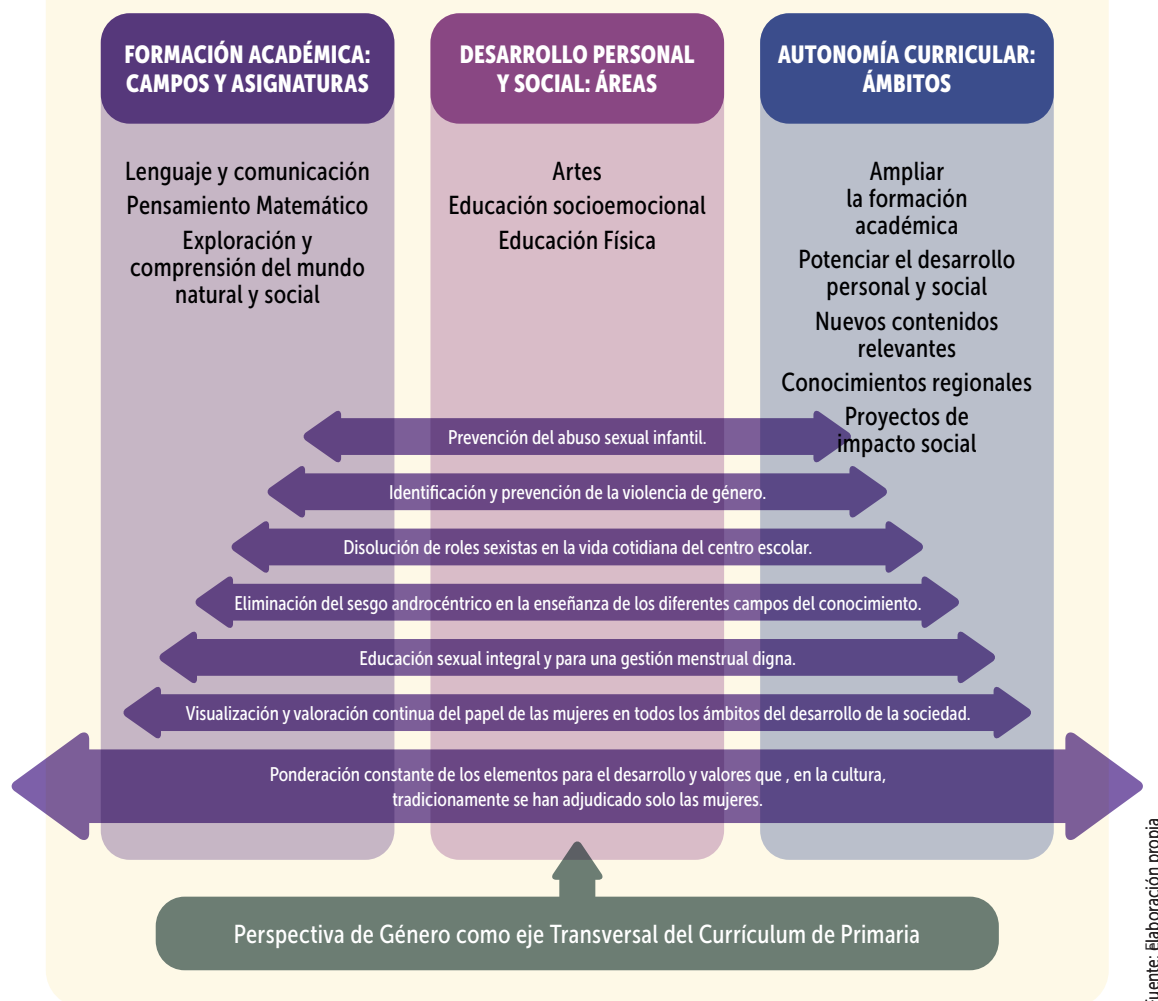 FORMACIÓN ACADÉMICA:
CAMPOS Y ASIGNATURAS
Lenguaje y comunicación
Pensamiento Matemático
Exploración y
comprensión del mundo
natural y social
DESARROLLO PERSONAL
Y SOCIAL: ÁREAS
Artes
Educación socioemocional
Educación Física
AUTONOMÍA CURRICULAR:
ÁMBITOS
Ampliar
la formación
académica
Potenciar el desarrollo
personal y social
Nuevos contenidos
relevantes
Conocimientos regionales
Proyectos de
impacto social
Prevención del abuso sexual infantil.
Identificación y prevención de la violencia de género.
Disolución de roles sexistas en la vida cotidiana del centro escolar.
Eliminación del sesgo androcéntrico en la enseñanza de los diferentes campos del conocimiento.
Educación sexual integral y para una gestión menstrual digna.
Visualización y valoración continua del papel de las mujeres en todos los ámbitos del desarrollo de la sociedad.
Ponderación constante de los elementos para el desarrollo y valores que , en la cultura,
tradicionamente se han adjudicado solo las mujeres.
Perspectiva de Género como eje Transversal del Currículum de Primaria
Fuente: Elaboración propia